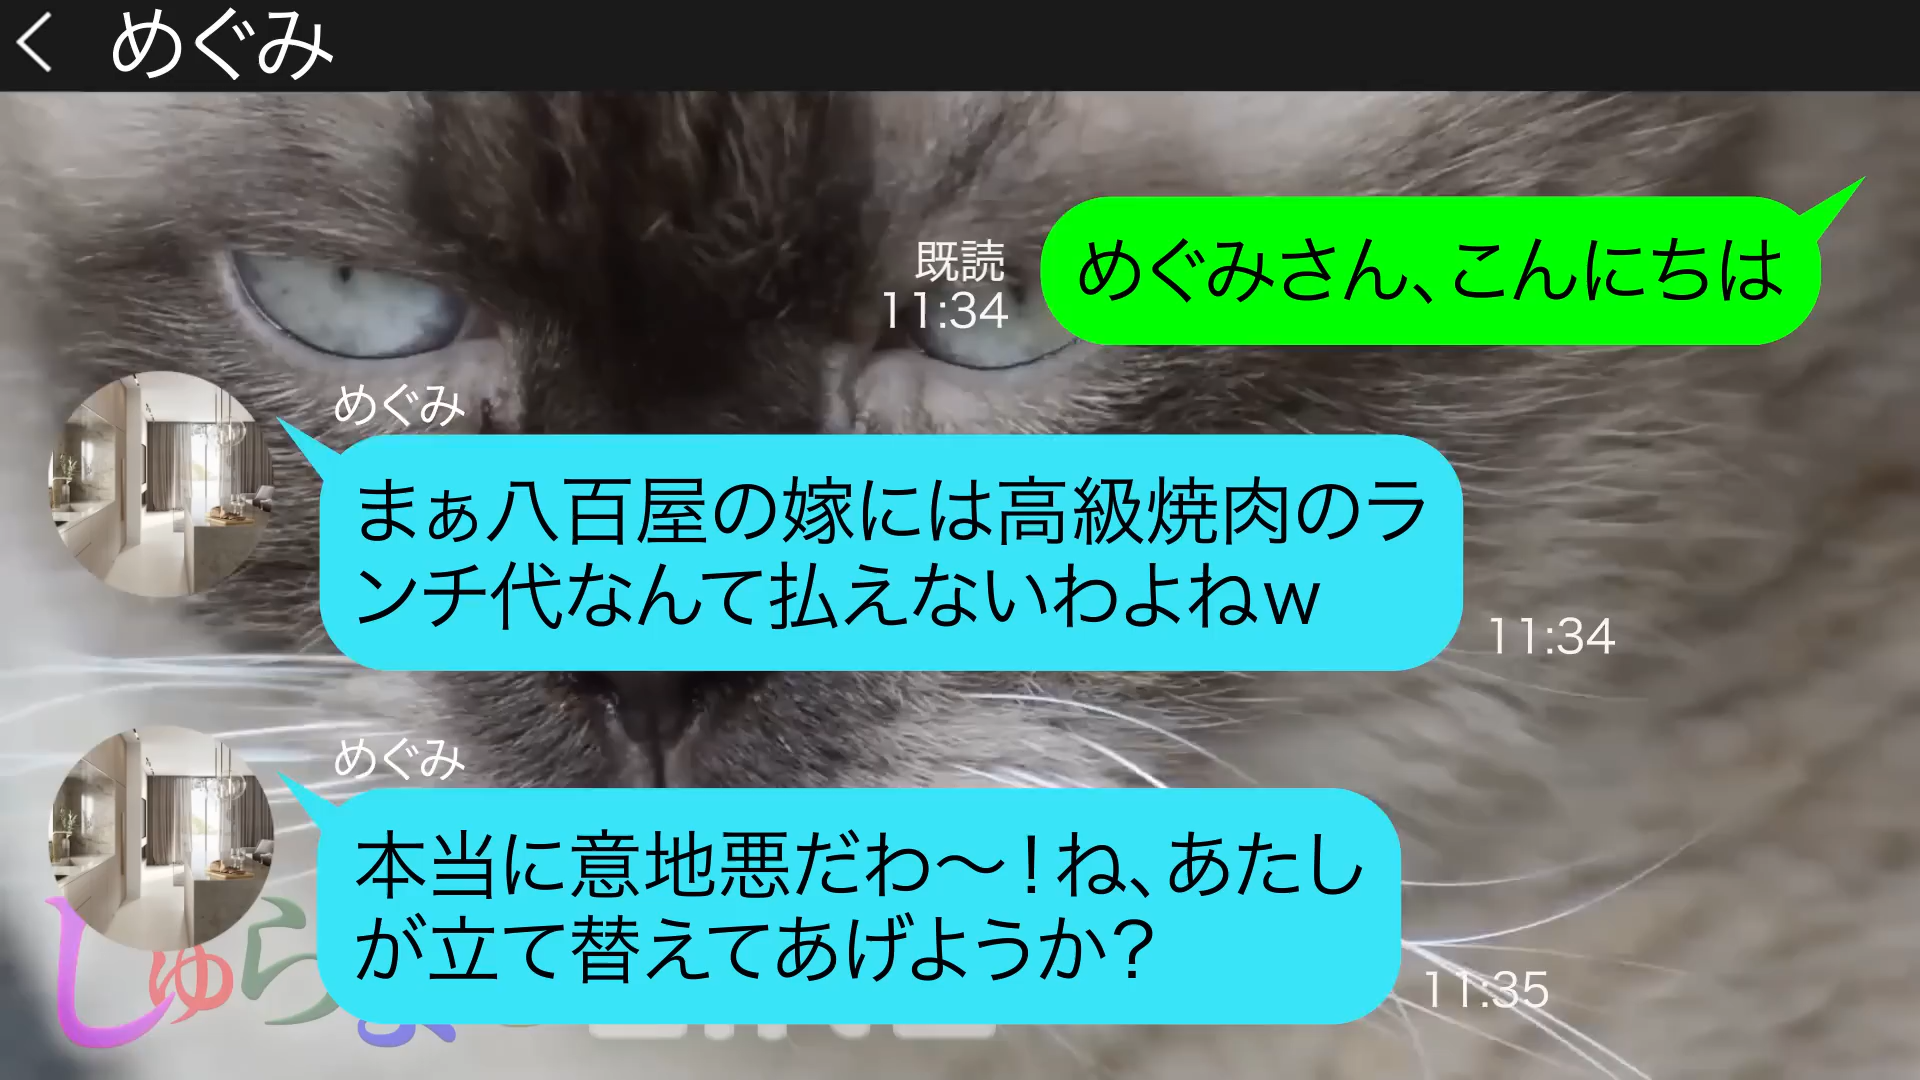 めぐみ
めぐみさん、こんにちは
既読
11:34
めぐみ
まぁ八百屋の嫁には高級焼肉のラ
ンチ代なんて払えないわよねw
11:34
めぐみ
本当に意地悪だわ〜！ね、あたし
が立て替えてあげようか？
11:35
しゅら